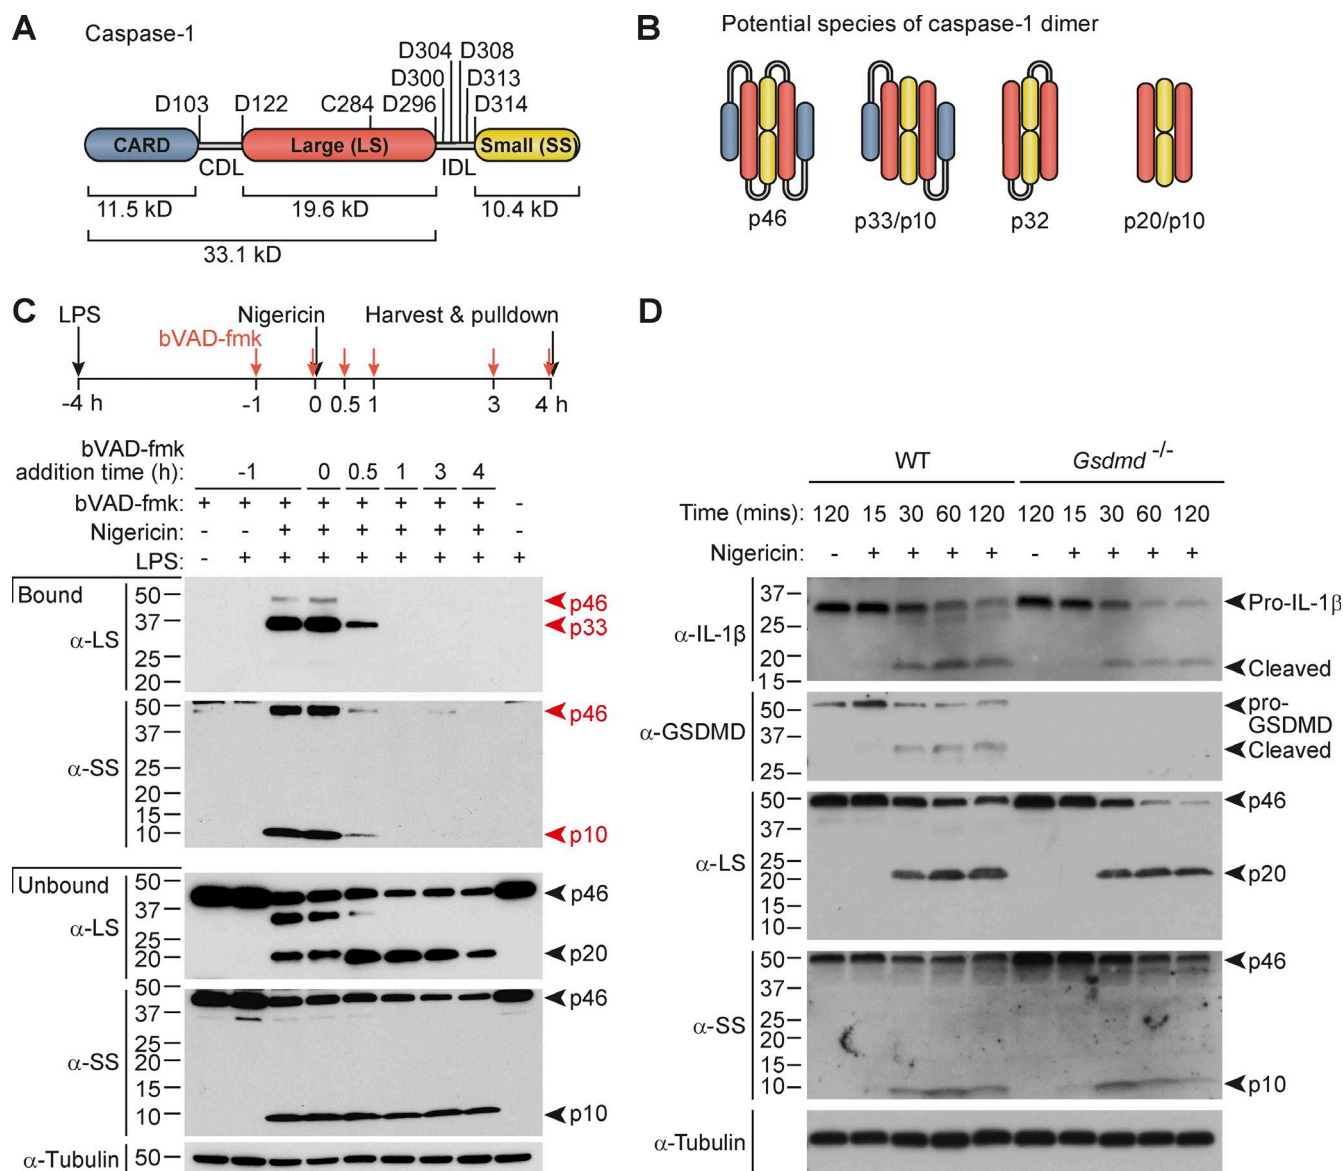 A
Caspase-1
D304 D308
D300 D313
D103 D122 C284 D296 D314
CARD Large (LS) Small (SS)
CDL IDL
11.5 kD 19.6 kD 10.4 kD
33.1 kD
B
Potential species of caspase-1 dimer
p46 p33/p10 p32 p20/p10
C
LPS Nigericin Harvest & pulldown
bVAD-fmk
-4 h -1 0 0.5 1 3 4 h
bVAD-fmk
addition time (h): -1 0 0.5 1 3 4
bVAD-fmk: + + + + + + + + -
Nigericin: - - + + + + + + -
LPS: - + + + + + + + +
Bound
α-LS
50
37
25
20
p46
p33
α-SS
50
37
25
20
15
10
p46
p10
Unbound
α-LS
50
37
25
20
p46
p20
α-SS
50
37
25
20
15
10
p46
p10
α-Tubulin 50
D
WT Gsdmd -/-
Time (mins): 120 15 30 60 120 120 15 30 60 120
Nigericin: - + + + + - + + + +
α-IL-1β
37
25
20
15
Pro-IL-1β
Cleaved
α-GSDMD
50
37
25
pro-
GSDMD
Cleaved
α-LS
50
37
25
20
15
10
p46
p20
α-SS
50
37
25
20
15
10
p46
p10
α-Tubulin